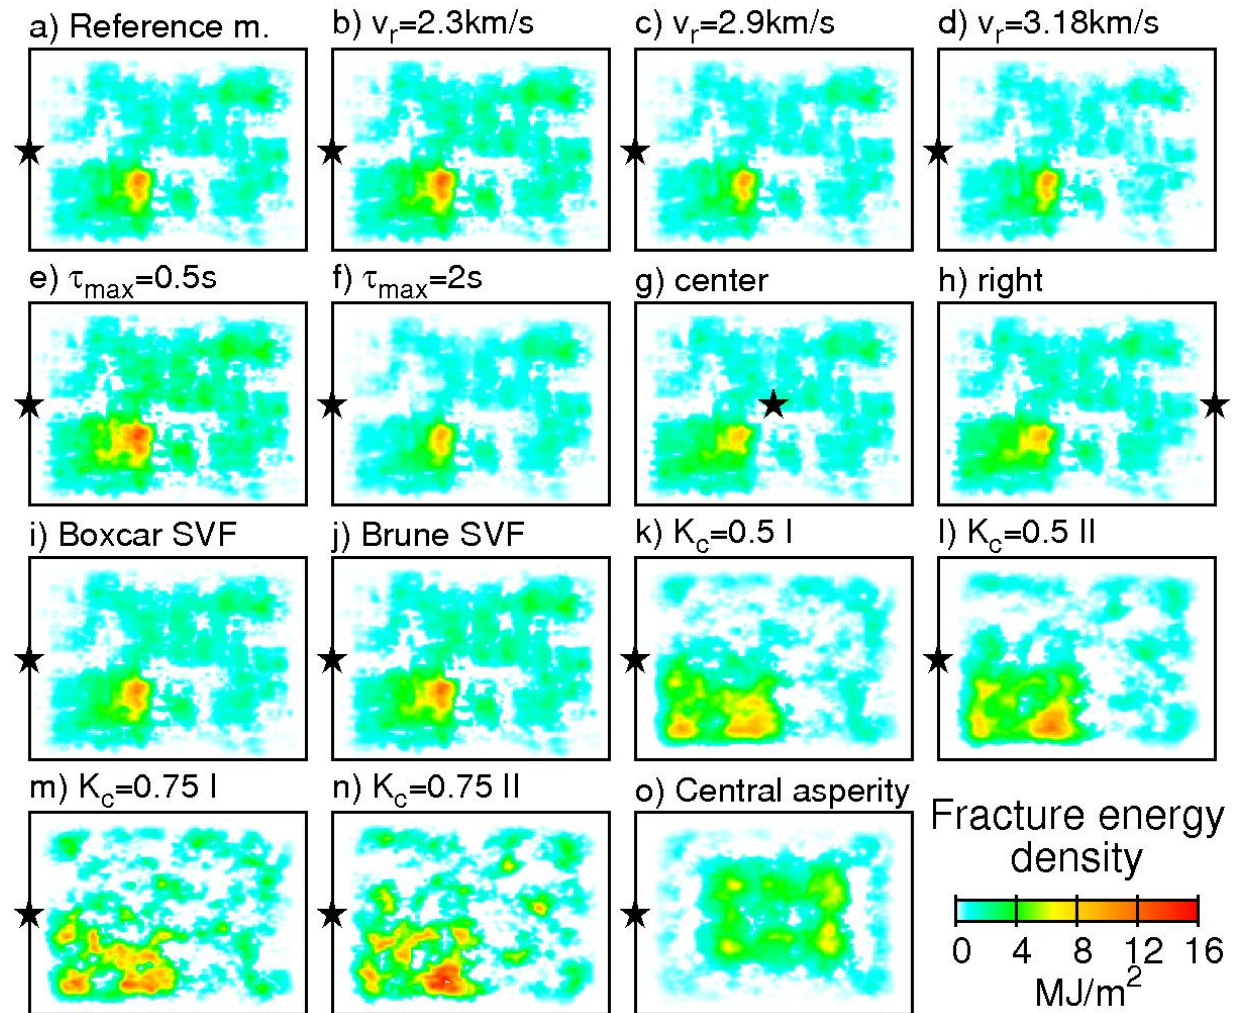 a) Reference m.
b) vᵣ=2.3km/s
c) vᵣ=2.9km/s
d) vᵣ=3.18km/s
e) τmax=0.5s
f) τmax=2s
g) center
h) right
i) Boxcar SVF
j) Brune SVF
k) Kc=0.5 I
l) Kc=0.5 II
m) Kc=0.75 I
n) Kc=0.75 II
o) Central asperity
Fracture energy
density
0 4 8 12 16
MJ/m²